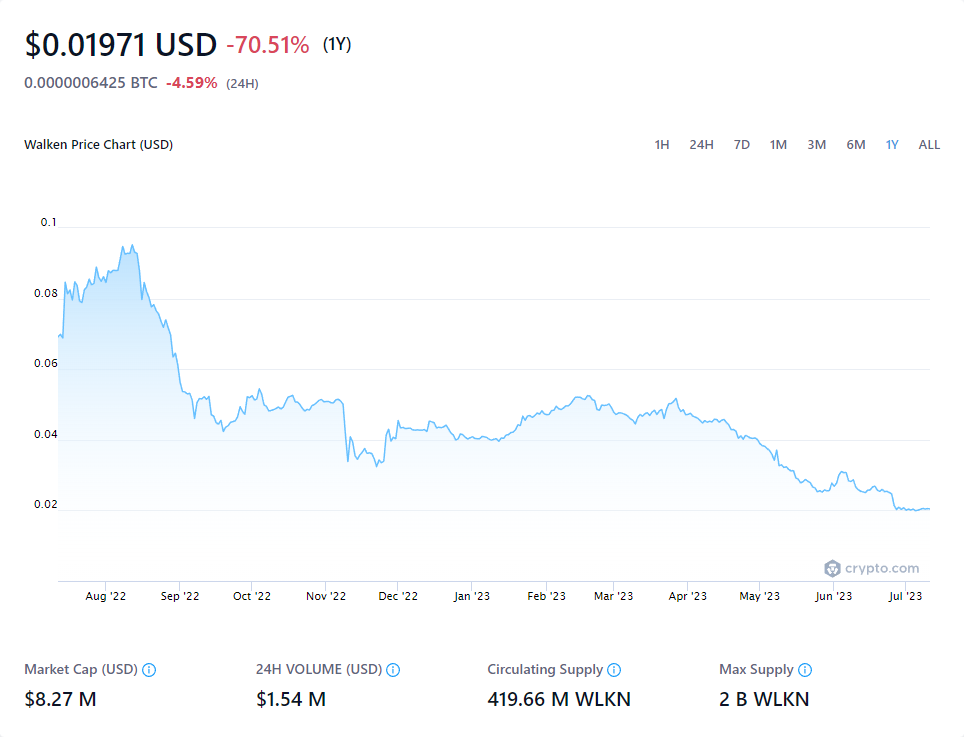 $0.01971 USD -70.51% (1Y)
0.0000006425 BTC -4.59% (24H)
Walken Price Chart (USD) 1H 24H 7D 1M 3M 6M 1Y ALL
0.1
0.08
0.06
0.04
0.02
crypto.com
Aug '22 Sep '22 Oct '22 Nov '22 Dec '22 Jan '23 Feb '23 Mar '23 Apr '23 May '23 Jun '23 Jul '23
Market Cap (USD) 24H VOLUME (USD) Circulating Supply Max Supply
$8.27 M $1.54 M 419.66 M WLKN 2 B WLKN